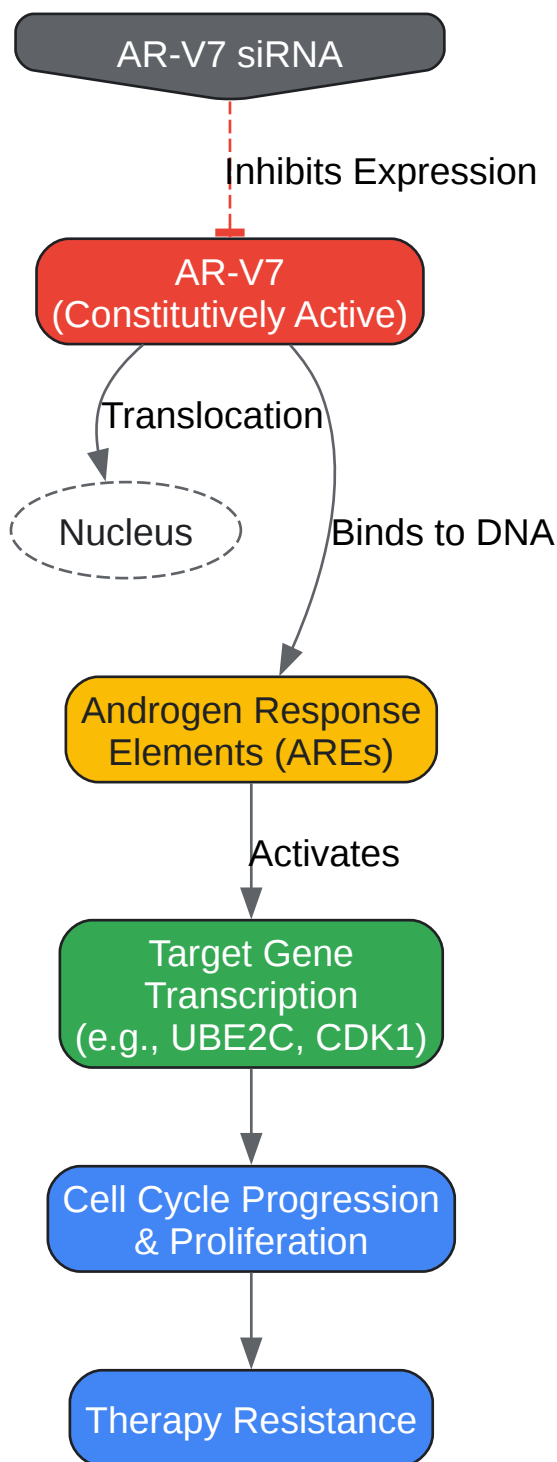 AR-V7 siRNA
Inhibits Expression
AR-V7
(Constitutively Active)
Translocation
Nucleus
Binds to DNA
Androgen Response
Elements (AREs)
Activates
Target Gene
Transcription
(e.g., UBE2C, CDK1)
Cell Cycle Progression
& Proliferation
Therapy Resistance